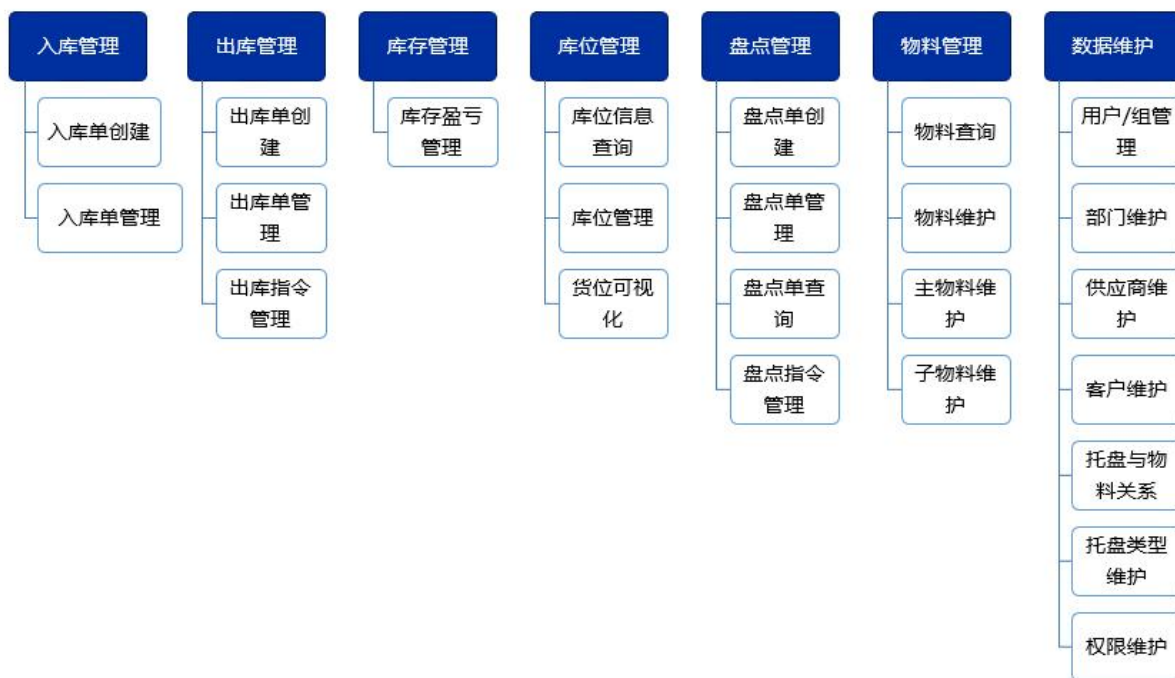 入库管理
入库单创建
入库单管理
出库管理
出库单创
建
出库单管
理
出库指令
管理
库存管理
库存盈亏
管理
库位管理
库位信息
查询
库位管理
货位可视
化
盘点管理
盘点单创
建
盘点单管
理
盘点单查
询
盘点指令
管理
物料管理
物料查询
物料维护
主物料维
护
子物料维
护
数据维护
用户/组管
理
部门维护
供应商维
护
客户维护
托盘与物
料关系
托盘类型
维护
权限维护